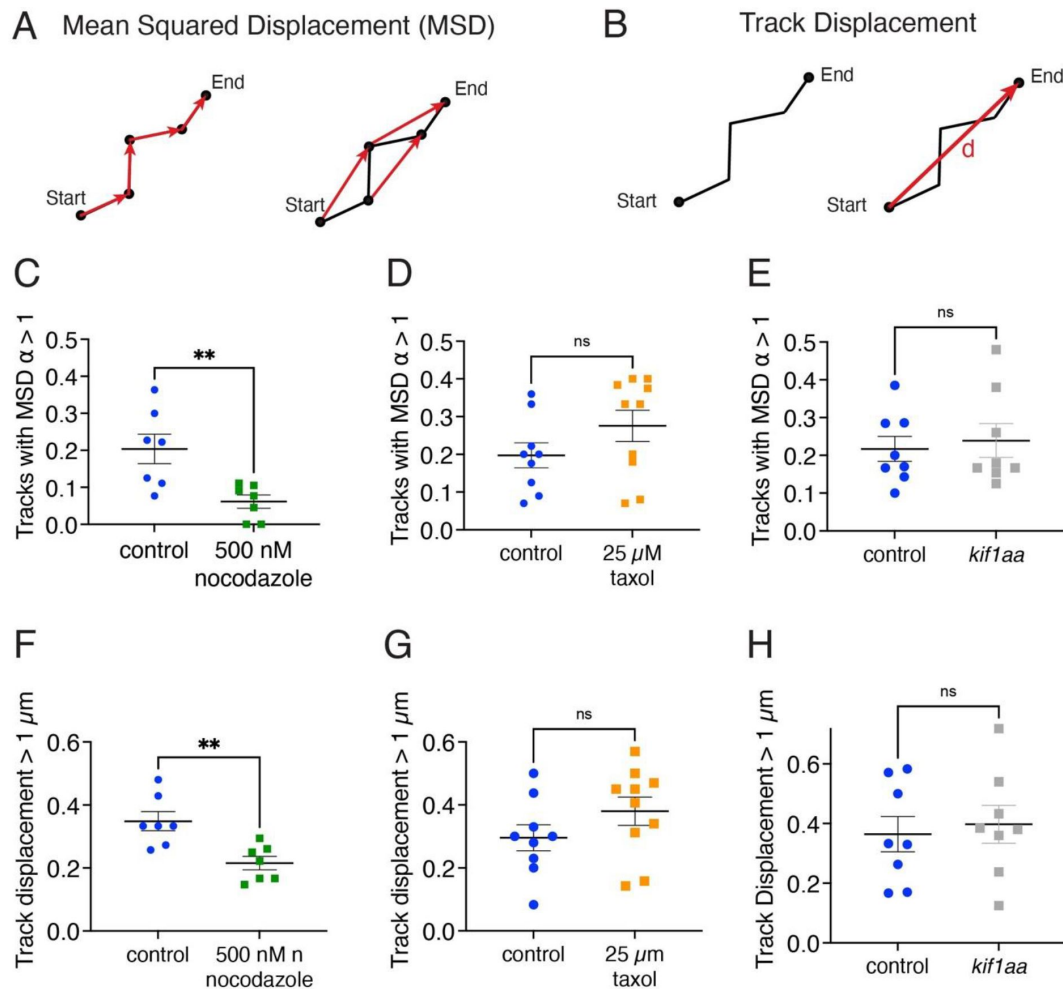 A Mean Squared Displacement (MSD)
B Track Displacement
End
Start
End
Start
End
Start
End
Start
d
C
Tracks with MSD α > 1
0.5
0.4
0.3
0.2
0.1
0.0
**
control
500 nM
nocodazole
D
Tracks with MSD α > 1
0.5
0.4
0.3
0.2
0.1
0.0
ns
control
25 µM
taxol
E
Tracks with MSD α > 1
0.5
0.4
0.3
0.2
0.1
0.0
ns
control
kif1aa
F
Track displacement > 1 µm
0.6
0.4
0.2
0.0
**
control
500 nM n
nocodazole
G
Track displacement > 1 µm
0.6
0.4
0.2
0.0
ns
control
25 µm
taxol
H
Track Displacement > 1 µm
0.6
0.4
0.2
0.0
ns
control
kif1aa